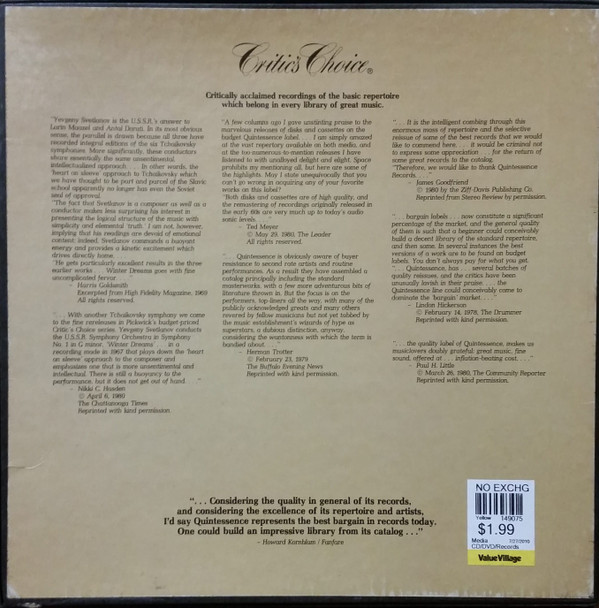 Critic's Choice®
Critically acclaimed recordings of the basic repertoire
which belong in every library of great music.
"Yevgeny Svetlanov is the U.S.S.R.'s answer to
Lorin Maazel and Antal Dorati. In its most obvious
sense, the parallel is drawn because all three have
recorded integral editions of the six Tchaikovsky
symphonies. More significantly, these conductors
share essentially the same unsentimental,
intellectualized approach. . . . In other words, the
'heart on sleeve' approach to Tchaikovsky which
we have thought to be part and parcel of the Slavic
school apparently no longer has even the Soviet
seal of approval.
"The fact that Svetlanov is a composer as well as a
conductor makes less surprising his interest in
presenting the logical structure of the music with
simplicity and elemental 'truth.' I am not, however,
implying that his readings are devoid of emotional
content: indeed, Svetlanov commands a buoyant
energy and provides a kinetic excitement which
drives directly home. . . .
"He gets particularly excellent results in the three
earlier works . . . Winter Dreams goes with fine
uncomplicated fervor. . . ."
- Harris Goldsmith
Excerpted from High Fidelity Magazine, 1969
All rights reserved.
". . . With another Tchaikovsky symphony we come
to the fine rereleases in Pickwick's budget-priced
Critic's Choice series. Yevgeny Svetlanov conducts
the U.S.S.R. Symphony Orchestra in Symphony
No. 1 in G minor, 'Winter Dreams' . . . in a
recording made in 1967 that plays down the 'heart
on sleeve' approach to the composer and
emphasizes one that is more unsentimental and
intellectual. There is still a buoyancy to the
performance, but it does not get out of hand. . . ."
- Nikki C. Hasden
© April 6, 1980
The Chattanooga Times
Reprinted with kind permission.
"A few columns ago I gave unstinting praise to the
marvelous releases of disks and cassettes on the
budget Quintessence label. . . . I am simply amazed
at the vast repertory available on both media, and
at the too-numerous-to-mention releases I have
listened to with unalloyed delight and alight. Space
prohibits my mentioning all, but here are some of
the highlights. May I state unequivocally that you
can't go wrong in acquiring any of your favorite
works on this label?
"Both disks and cassettes are of high quality, and
the remastering of recordings originally released in
the early 60s are very much up to today's audio
sonic levels. . . ."
- Ted Meyer
© May 29, 1980, The Leader
All rights reserved.
". . . Quintessence is obviously aware of buyer
resistance to second rate artists and routine
performances. As a result they have assembled a
catalog principally including the standard
masterworks, with a few more adventurous bits of
literature thrown in. But the focus is on the
performers, top liners all the way, with many of the
publicly acknowledged greats and many others
revered by fellow musicians but not yet tubbed by
the music establishment's wizards of hype as
superstars, a dubious distinction, anyway,
considering the wantonness with which the term is
bandied about. . . ."
- Herman Trotter
© February 23, 1979
The Buffalo Evening News
Reprinted with kind permission.
". . . It is the intelligent combing through this
enormous mass of repertoire and the selective
reissue of some of the best records that we would
like to commend here. . . . It would be criminal not
to express some appreciation . . . for the return of
some great records to the catalog.
"Therefore, we would like to thank Quintessence
Records. . . ."
- James Goodfriend
© 1980 by the Ziff-Davis Publishing Co.
Reprinted from Stereo Review by permission.
". . . bargain labels . . . now constitute a significant
percentage of the market, and the general quality
of them is such that a beginner could conceivably
build a decent library of the standard repertoire,
and then some. In several instances the best
versions of a work are to be found on budget
labels. You don't always pay for what you get.
". . . Quintessence, has . . . several batches of
quality reissues, and the critics have been
unusually lavish in their praise . . . . the
Quintessence line could conceivably come to
dominate the 'bargain' market. . . ."
- Lindon Hickerson
© February 14, 1978, The Drummer
Reprinted with kind permission.
". . . the quality label of Quintessence, makes us
musiclovers doubly grateful: great music, fine
sound, offered at . . . inflation-beating cost. . . ."
- Paul H. Little
© March 26, 1980, The Community Reporter
Reprinted with kind permission.
". . . Considering the quality in general of its records,
and considering the excellence of its repertoire and artists,
I'd say Quintessence represents the best bargain in records today.
One could build an impressive library from its catalog . . ."
- Howard Kornblum / Fanfare
NO EXCHG
Yellow 149075
$1.99
Media
CD/DVD/Records
Value Village